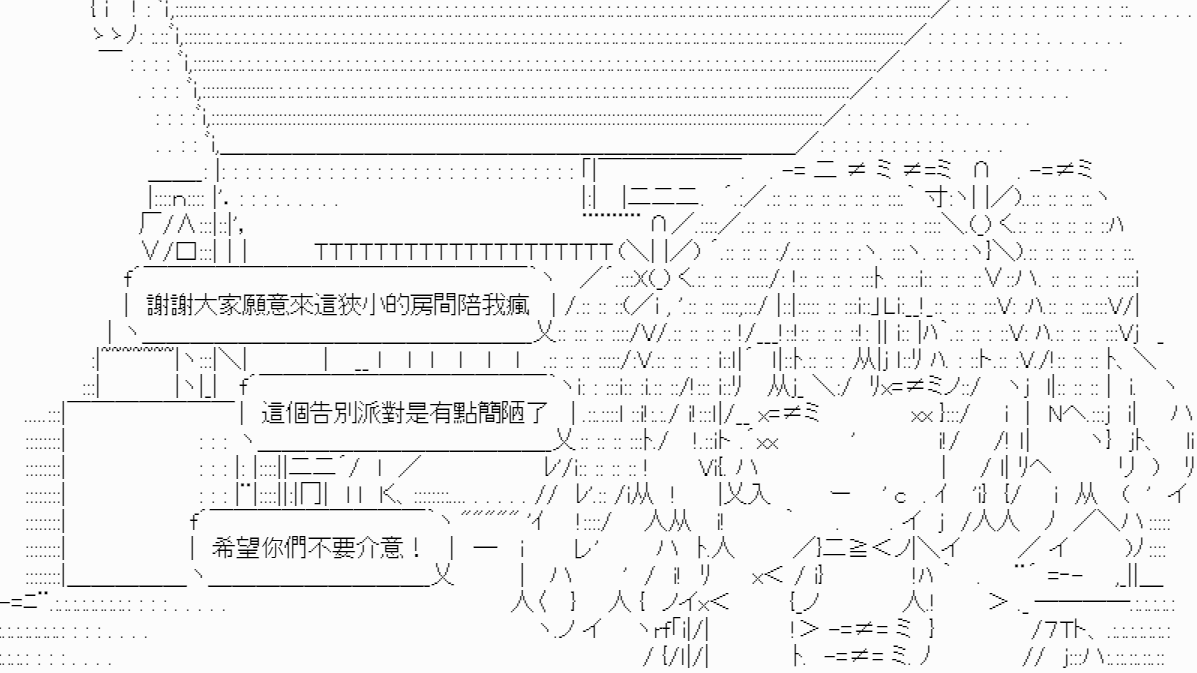 謝謝大家願意來這狹小的房間陪我瘋
這個告別派對是有點簡陋了
希望你們不要介意！